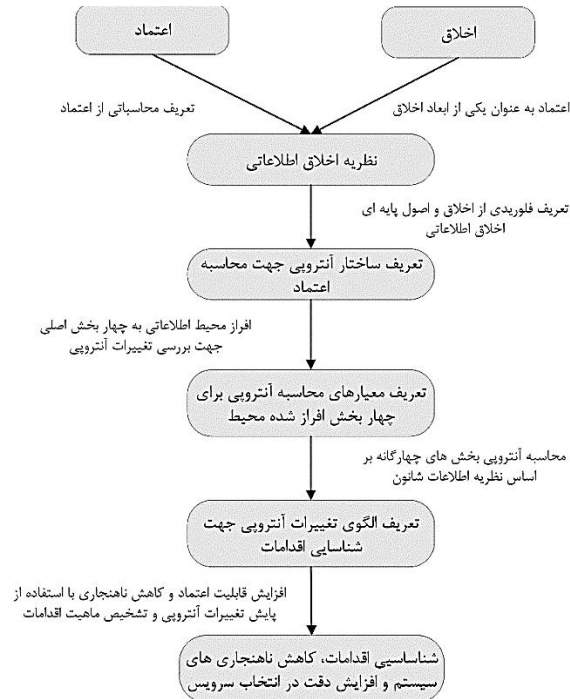 اخلاق
اعتماد
اعتماد به عنوان یکی از ابعاد اخلاق
تعریف محاسباتی از اعتماد
نظریه اخلاق اطلاعاتی
تعریف فلوریدی از اخلاق و اصول پایه ای
اخلاق اطلاعاتی
تعریف ساختار آنتروپی جهت محاسبه
اعتماد
افراز محیط اطلاعاتی به چهار بخش اصلی
جهت بررسی تغییرات آنتروپی
تعریف معیارهای محاسبه آنتروپی برای
چهار بخش افراز شده محیط
محاسبه آنتروپی بخش های چهارگانه بر
اساس نظریه اطلاعات شانون
تعریف الگوی تغییرات آنتروپی جهت
شناسایی اقدامات
افزایش قابلیت اعتماد و کاهش ناهنجاری با استفاده از
پایش تغییرات آنتروپی و تشخیص ماهیت اقدامات
شناساسیی اقدامات، کاهش ناهنجاری های
سیستم و افزایش دقت در انتخاب سرویس